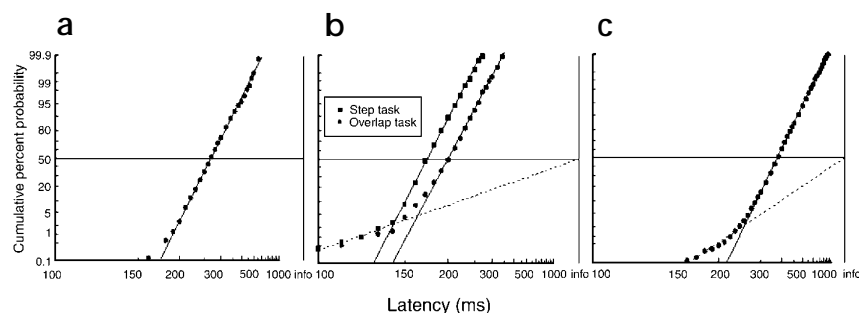 a
b
c
Cumulative percent probability
99.9
99
95
80
50
20
5
1
0.1
100 150 200 300 500 1000 info
Step task
Overlap task
100 150 200 300 500 1000 info
100 150 200 300 500 1000 info
Latency (ms)